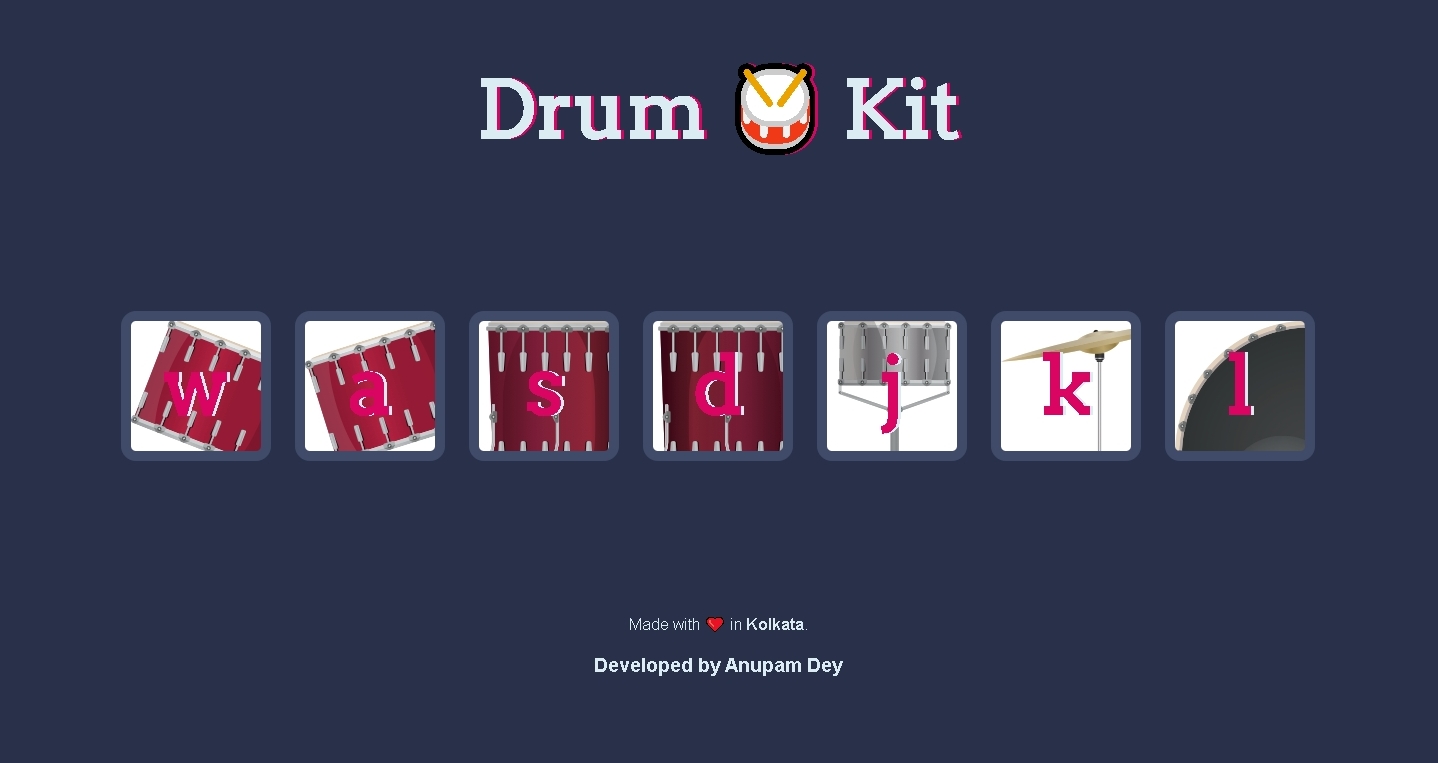 Drum 🥁 Kit
w a s d j k l
Made with ❤️ in Kolkata.
Developed by Anupam Dey